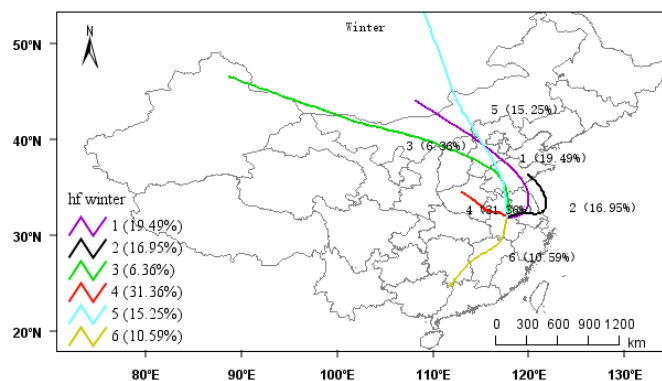 Winter
50°N
N
5 (15.25%)
40°N
3 (6.36%)
1 (19.49%)
hf winter
1 (19.49%)
4 (31.36%)
2 (16.95%)
2 (16.95%)
30°N
3 (6.36%)
6 (10.59%)
4 (31.36%)
5 (15.25%)
6 (10.59%)
0 300 600 900 1200
km
20°N
80°E 90°E 100°E 110°E 120°E 130°E